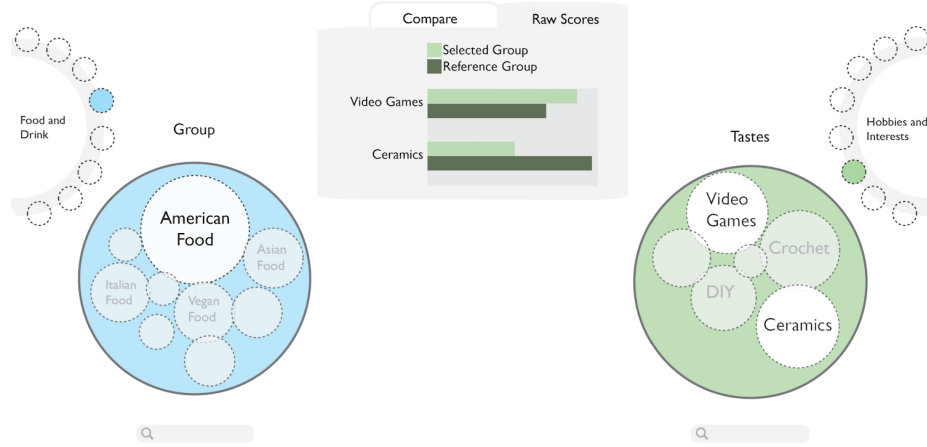 Compare
Raw Scores
Selected Group
Reference Group
Video Games
Ceramics
Food and
Drink
Group
American
Food
Asian
Food
Italian
Food
Vegan
Food
Tastes
Hobbies and
Interests
Video
Games
Crochet
DIY
Ceramics